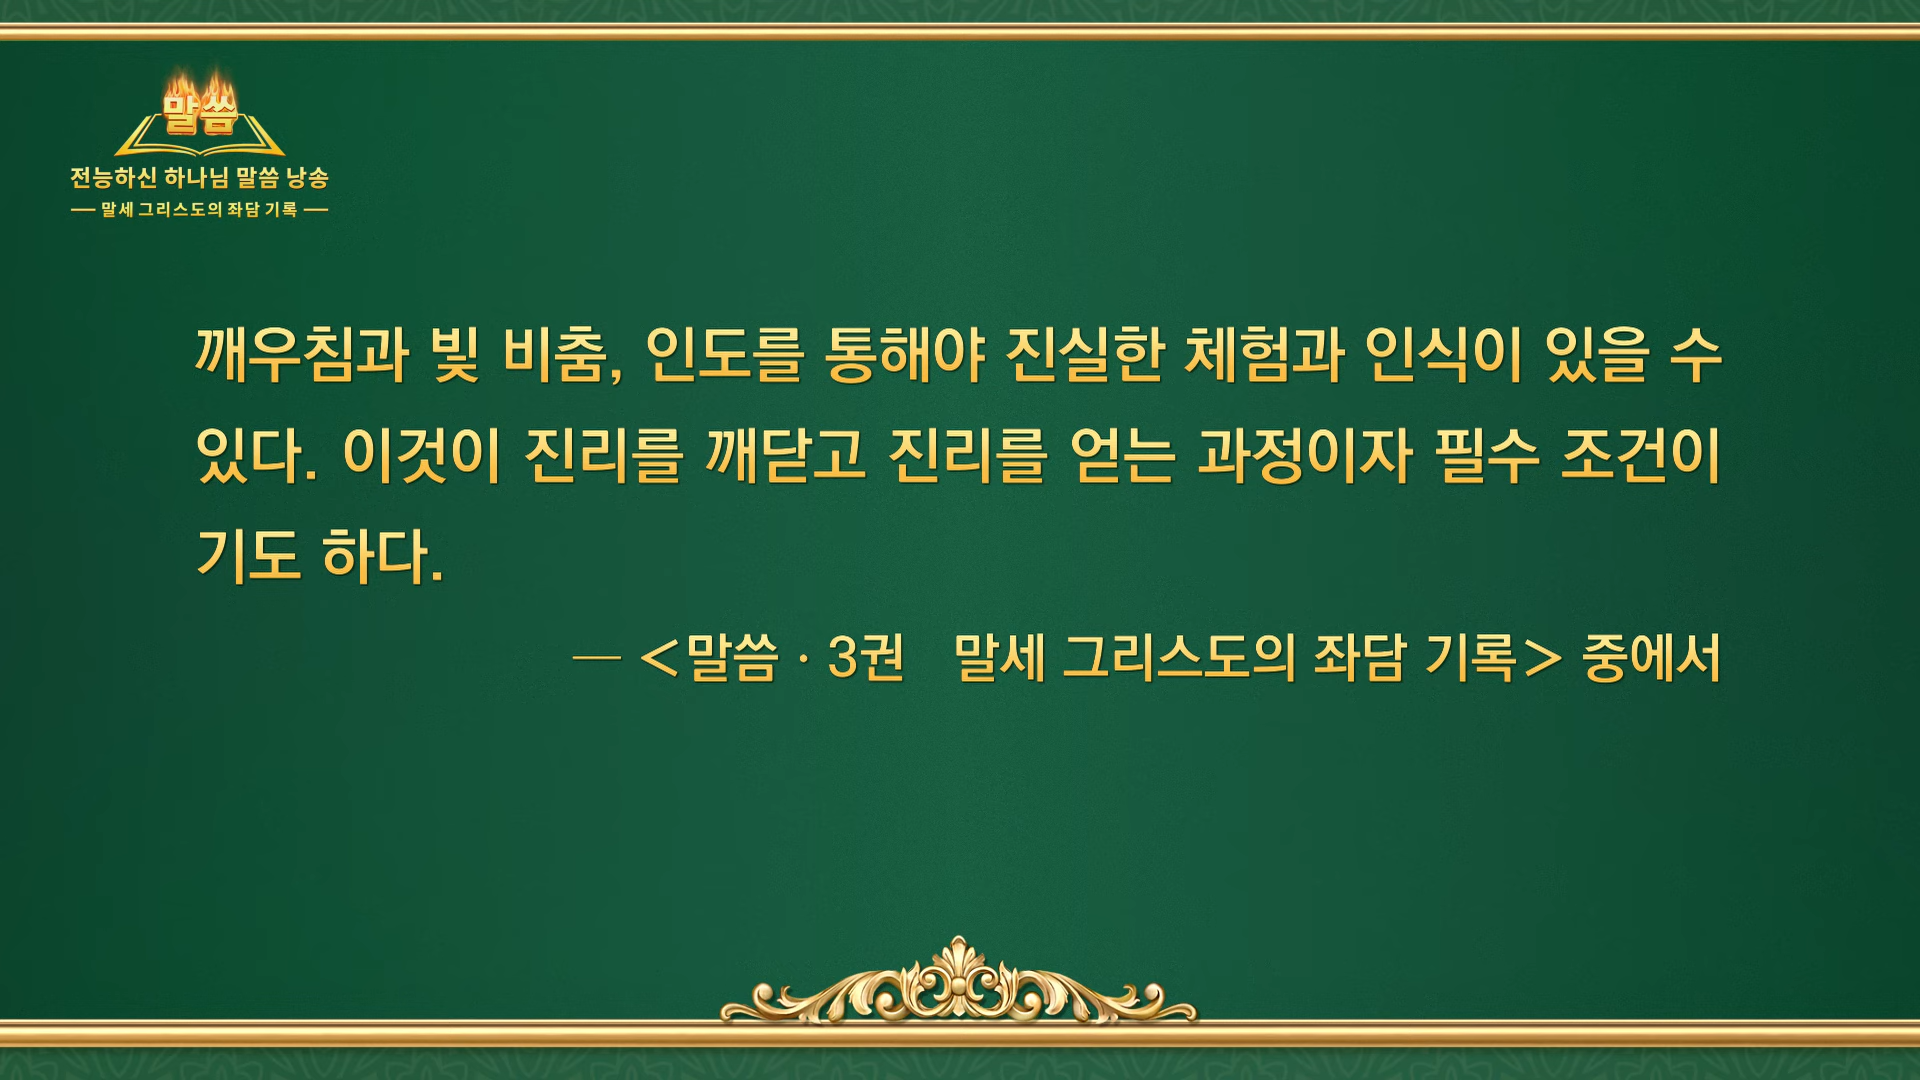 말씀
전능하신 하나님 말씀 낭송
— 말세 그리스도의 좌담 기록 —
깨우침과 빛 비춤, 인도를 통해야 진실한 체험과 인식이 있을 수
있다. 이것이 진리를 깨닫고 진리를 얻는 과정이자 필수 조건이
기도 하다.
— <말씀 · 3권 말세 그리스도의 좌담 기록> 중에서